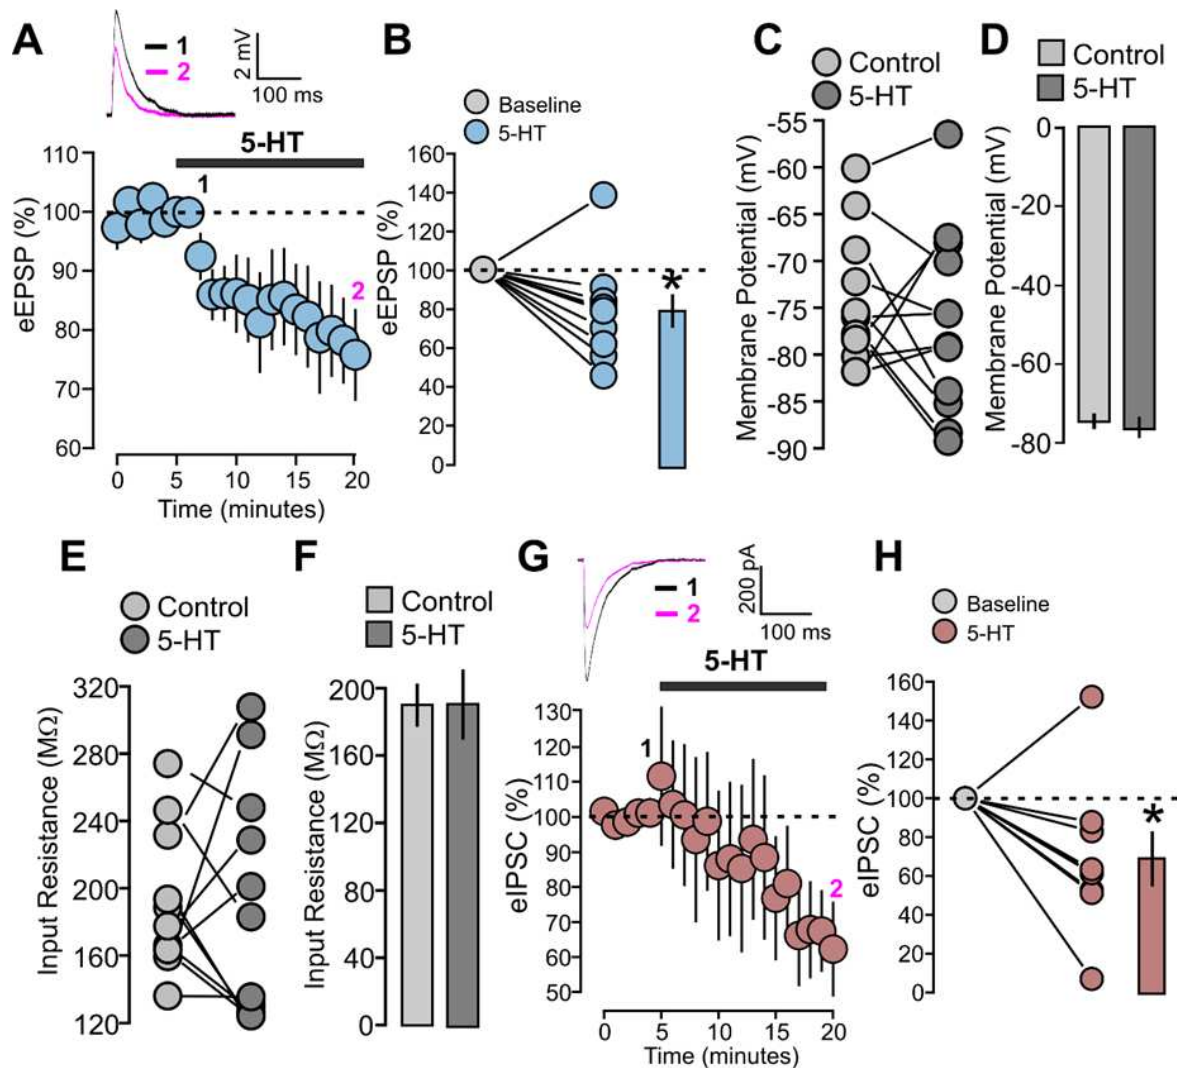 A
1
2
2 mV
100 ms
5-HT
110
100
90
80
70
60
eEPSP (%)
1
2
0
5
10
15
20
Time (minutes)
B
Baseline
5-HT
160
140
120
100
80
60
40
20
0
eEPSP (%)
*
C
Control
5-HT
-55
-60
-65
-70
-75
-80
-85
-90
Membrane Potential (mV)
D
Control
5-HT
0
-20
-40
-60
-80
Membrane Potential (mV)
E
Control
5-HT
320
280
240
200
160
120
Input Resistance (MΩ)
F
Control
5-HT
200
160
120
80
40
0
Input Resistance (MΩ)
G
1
2
200 pA
100 ms
5-HT
130
120
110
100
90
80
70
60
50
eIPSC (%)
1
2
0
5
10
15
20
Time (minutes)
H
Baseline
5-HT
160
140
120
100
80
60
40
20
0
eIPSC (%)
*